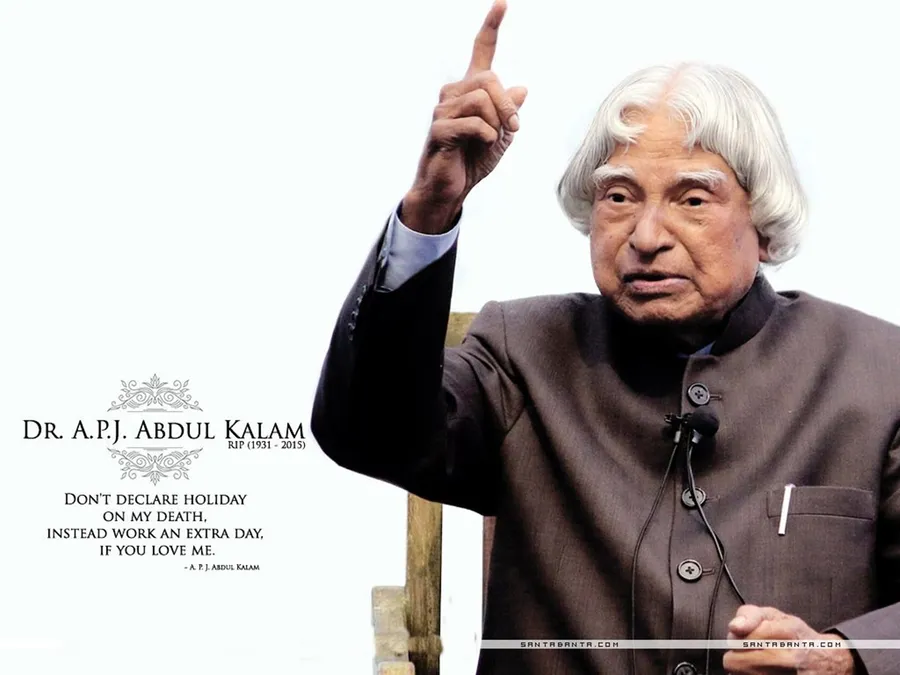 DR. A.P.J. ABDUL KALAM
RIP (1931 - 2015)
DON'T DECLARE HOLIDAY
ON MY DEATH,
INSTEAD WORK AN EXTRA DAY,
IF YOU LOVE ME.
- A. P. J. ABDUL KALAM
SANTABANTA.COM SANTABANTA.COM